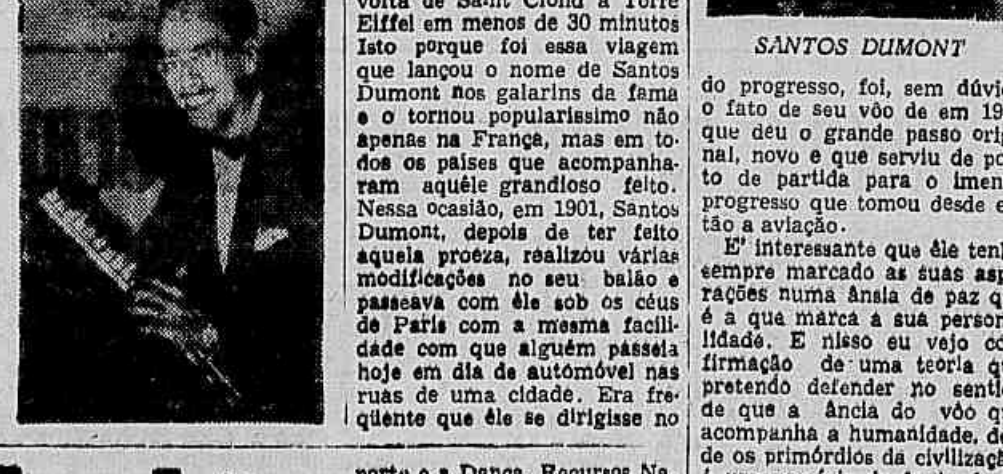 volta de Saint Cloud à Torre
Eiffel em menos de 30 minutos
Isto porque foi essa viagem
que lançou o nome de Santos
Dumont nos galarins da fama
e o tornou popularissimo não
apenas na França, mas em to-
dos os países que acompanha-
ram aquêle grandioso feito.
Nessa ocasião, em 1901, Santos
Dumont, depois de ter feito
aquela proeza, realizou várias
modificações no seu balão e
passeava com êle sob os céus
de Paris com a mesma facili-
dade com que alguém passeia
hoje em dia de automóvel nas
ruas de uma cidade. Era fre-
qüente que êle se dirigisse no
SANTOS DUMONT
do progresso, foi, sem dúvi
o fato de seu vôo de em 19
que deu o grande passo ori
nal, novo e que serviu de po
to de partida para o imen
progresso que tomou desde e
tão a aviação.
E' interessante que êle ten
sempre marcado as suas asp
rações numa ânsia de paz q
é a que marca a sua person
lidade. E nisso eu vejo co
firmação de uma teoria q
pretendo defender no senti
de que a ância do vôo q
acompanha a humanidade, de
de os primórdios da civilizaç
e a Dança. Recursos Na